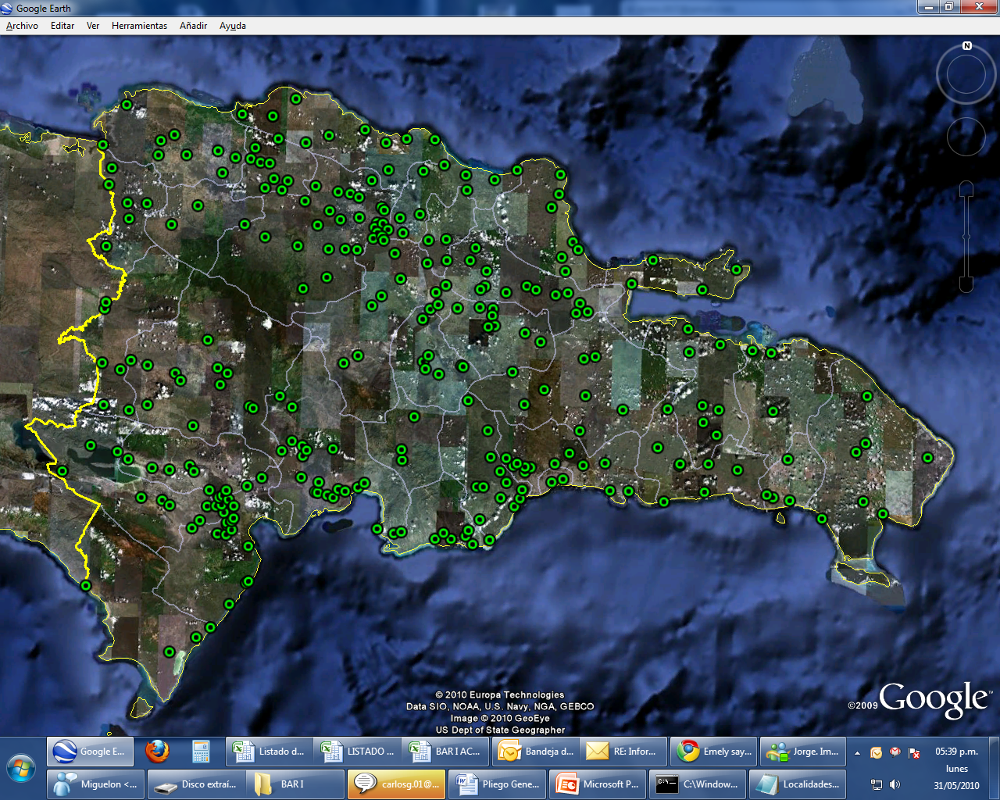 Google Earth
Archivo Editar Ver Herramientas Añadir Ayuda
N
© 2010 Europa Technologies
Data SIO, NOAA, U.S. Navy, NGA, GEBCO
Image © 2010 GeoEye
US Dept of State Geographer
©2009 Google™
Google E... Listado d... LISTADO ... BAR I AC... Bandeja d... RE: Infor... Emely say... Jorge. Im... 05:39 p.m.
lunes
Miguelon <... Disco extraí... BAR I carlosg.01@... Pliego Gene... Microsoft P... C:\Window... Localidades... 31/05/2010